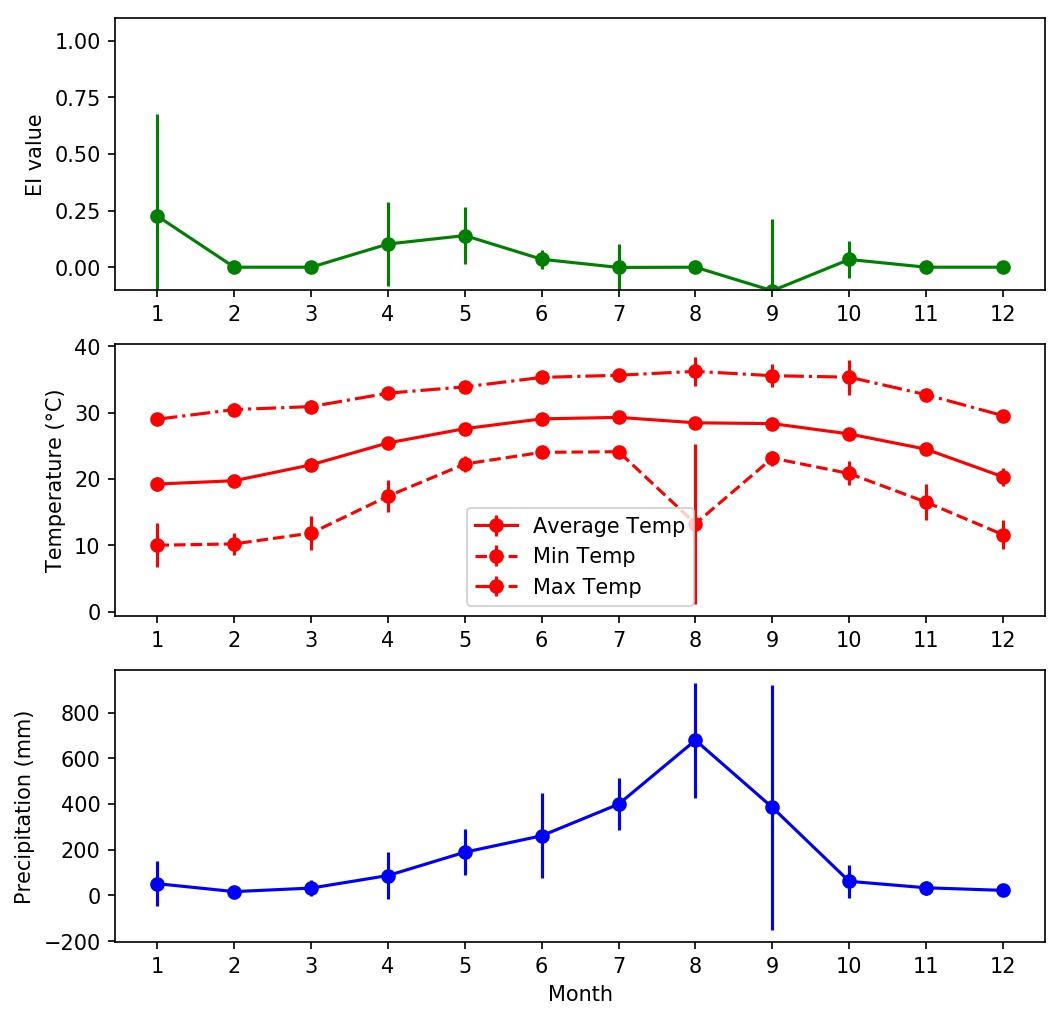 EI value
1.00
0.75
0.50
0.25
0.00
1 2 3 4 5 6 7 8 9 10 11 12
Temperature (°C)
40
30
20
10
0
Average Temp
Min Temp
Max Temp
1 2 3 4 5 6 7 8 9 10 11 12
Precipitation (mm)
800
600
400
200
0
−200
1 2 3 4 5 6 7 8 9 10 11 12
Month